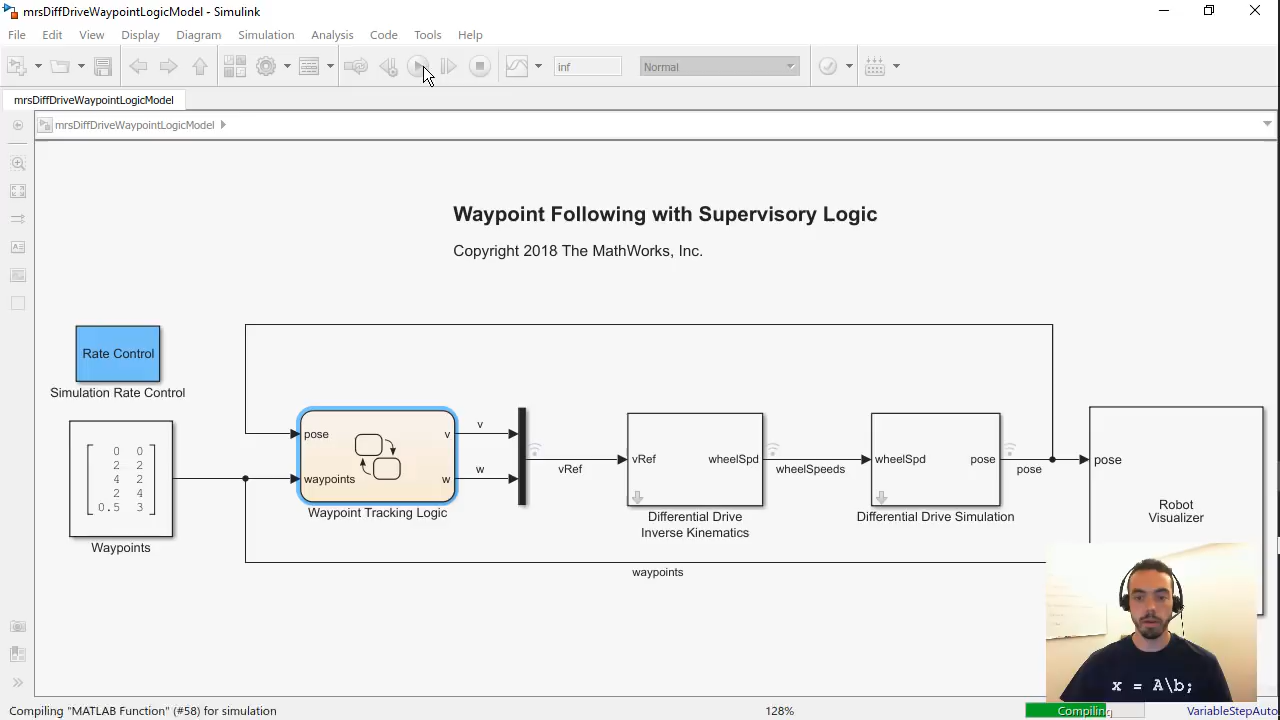 mrsDiffDriveWaypointLogicModel - Simulink
File Edit View Display Diagram Simulation Analysis Code Tools Help
inf
Normal
mrsDiffDriveWaypointLogicModel
mrsDiffDriveWaypointLogicModel
Waypoint Following with Supervisory Logic
Copyright 2018 The MathWorks, Inc.
Rate Control
Simulation Rate Control
0 0
2 2
4 2
2 4
0.5 3
Waypoints
pose
waypoints
v
w
Waypoint Tracking Logic
v
w
vRef
vRef
wheelSpd
Differential Drive
Inverse Kinematics
wheelSpeeds
wheelSpd
pose
Differential Drive Simulation
pose
pose
Robot
Visualizer
waypoints
x = A\b;
Compiling "MATLAB Function" (#58) for simulation
128%
Compiling
VariableStepAuto